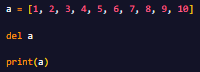 a = [1, 2, 3, 4, 5, 6, 7, 8, 9, 10]
del a
print(a)